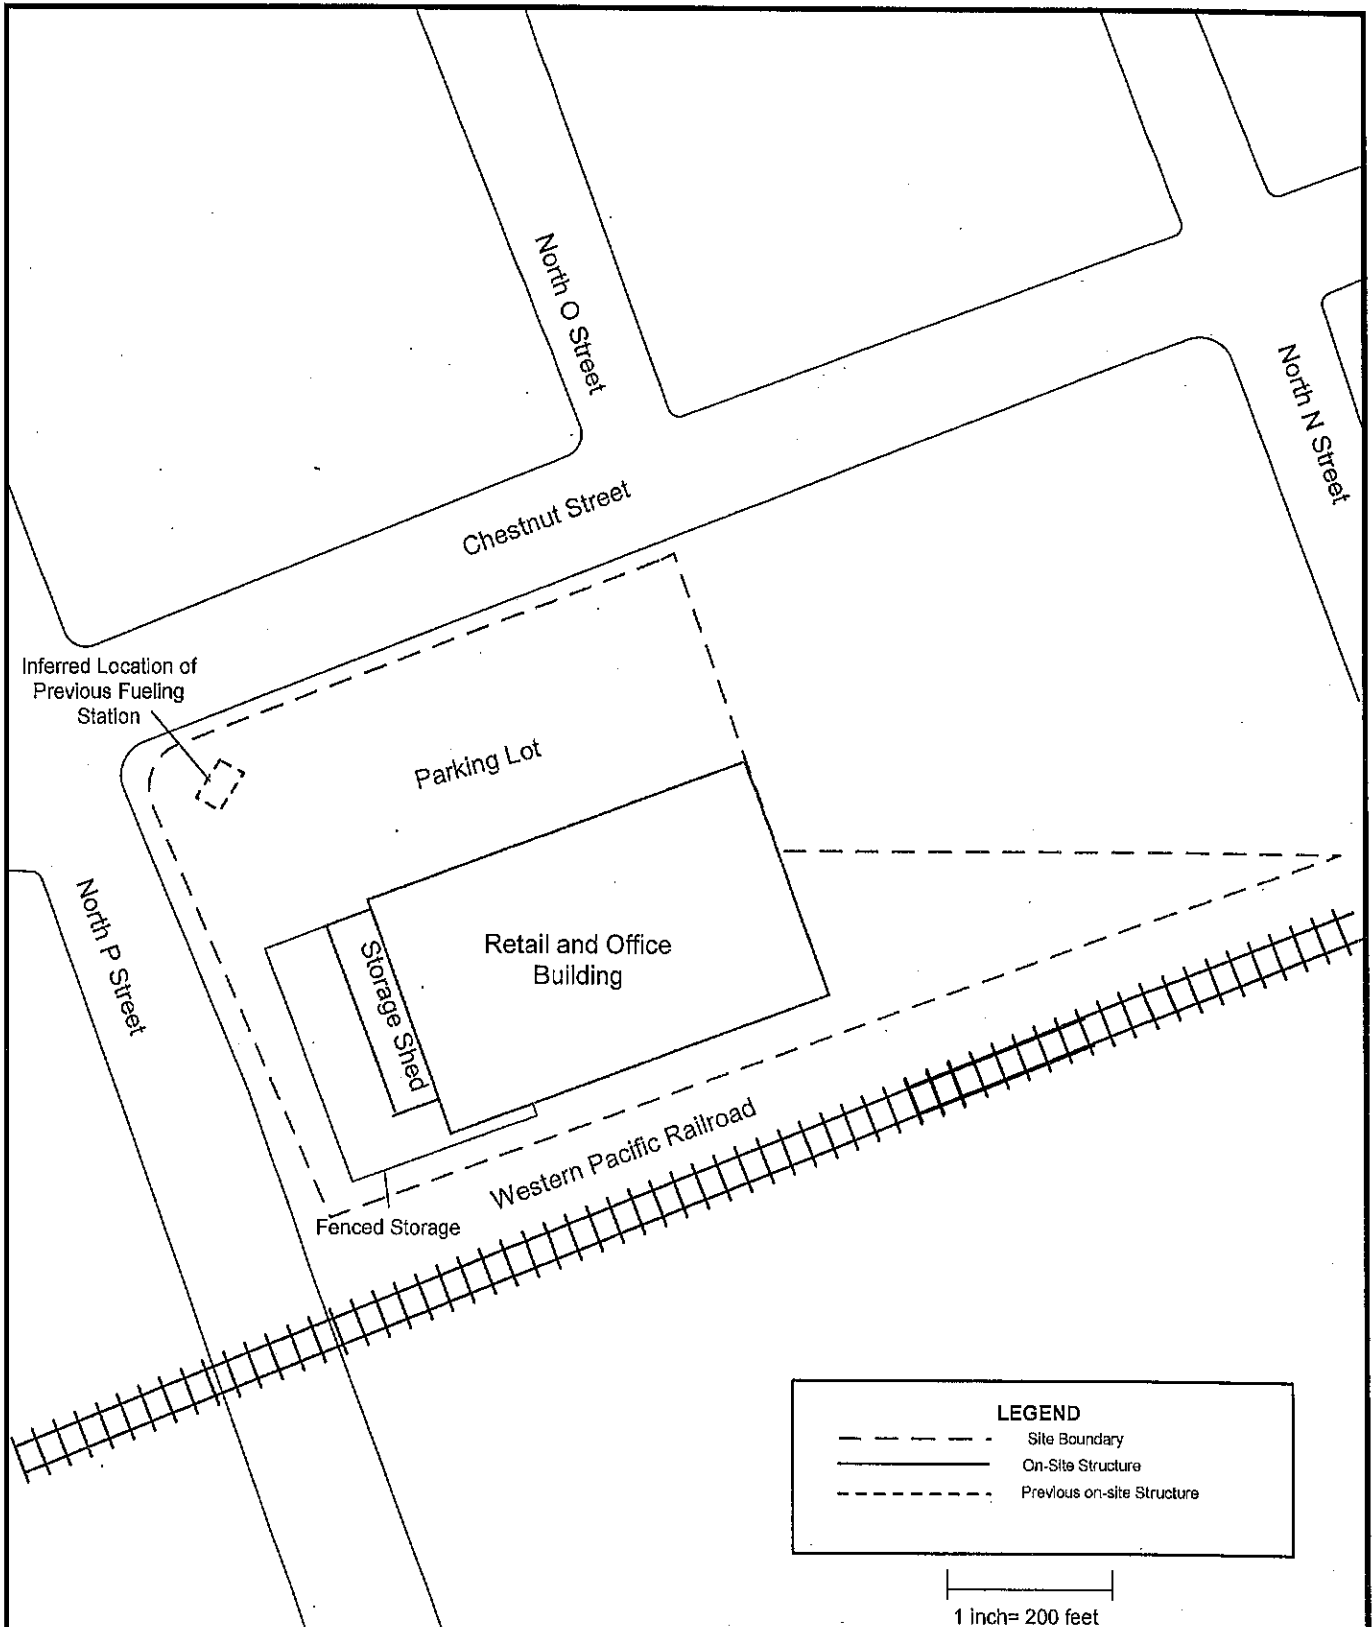 North O Street
North N Street
Chestnut Street
Inferred Location of
Previous Fueling
Station
Parking Lot
North P Street
Storage Shed
Retail and Office
Building
Western Pacific Railroad
Fenced Storage
LEGEND
Site Boundary
On-Site Structure
Previous on-site Structure
1 inch= 200 feet